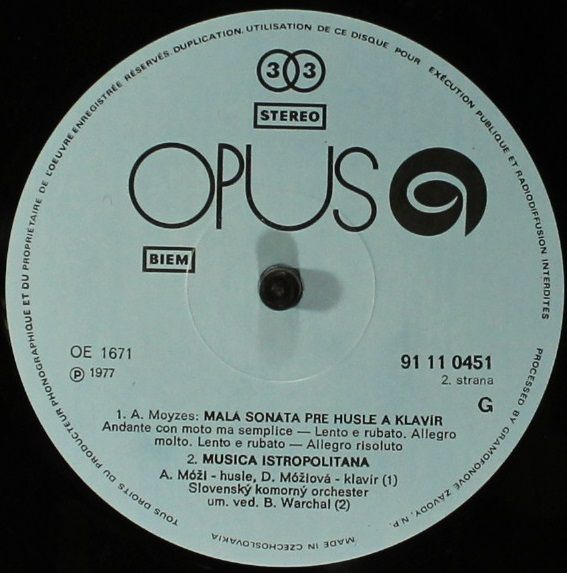 TOUS DROITS DU PRODUCTEUR PHONOGRAPHIQUE ET DU PROPRIÉTAIRE DE L'OEUVRE ENREGISTRÉE RÉSERVÉS. DUPLICATION, UTILISATION DE CE DISQUE POUR EXÉCUTION PUBLIQUE ET RADIODIFFUSION INTERDITES
33
STEREO
OPUS
BIEM
OE 1671
Ⓟ 1977
91 11 0451
2. strana
G
1. A. Moyzes: MALÁ SONÁTA PRE HUSLE A KLAVÍR
Andante con moto ma semplice — Lento e rubato. Allegro
molto. Lento e rubato — Allegro risoluto
2. MUSICA ISTROPOLITANA
A. Móži - husle, D. Móžiová - klavír (1)
Slovenský komorný orchester
um. ved. B. Warchal (2)
PROCESSED BY GRAMOFONOVÉ ZÁVODY, N.P.
MADE IN CZECHOSLOVAKIA